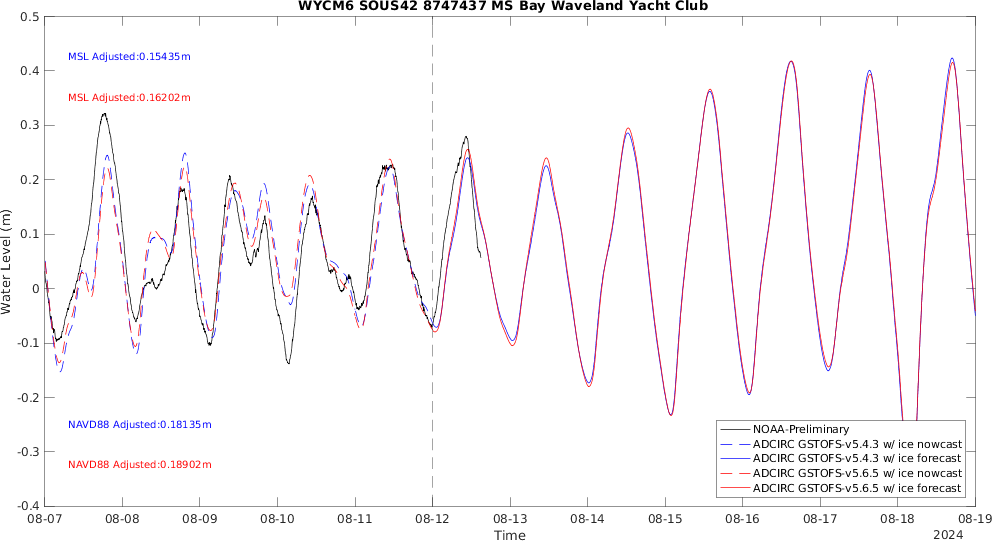 WYCM6 SOUS42 8747437 MS Bay Waveland Yacht Club
0.5
MSL Adjusted:0.15435m
0.4
MSL Adjusted:0.16202m
0.3
0.2
0.1
0
-0.1
-0.2
NAVD88 Adjusted:0.18135m
-0.3
NAVD88 Adjusted:0.18902m
-0.4
Water Level (m)
NOAA-Preliminary
ADCIRC GSTOFS-v5.4.3 w/ ice nowcast
ADCIRC GSTOFS-v5.4.3 w/ ice forecast
ADCIRC GSTOFS-v5.6.5 w/ ice nowcast
ADCIRC GSTOFS-v5.6.5 w/ ice forecast
08-07 08-08 08-09 08-10 08-11 08-12 08-13 08-14 08-15 08-16 08-17 08-18 08-19
Time
2024